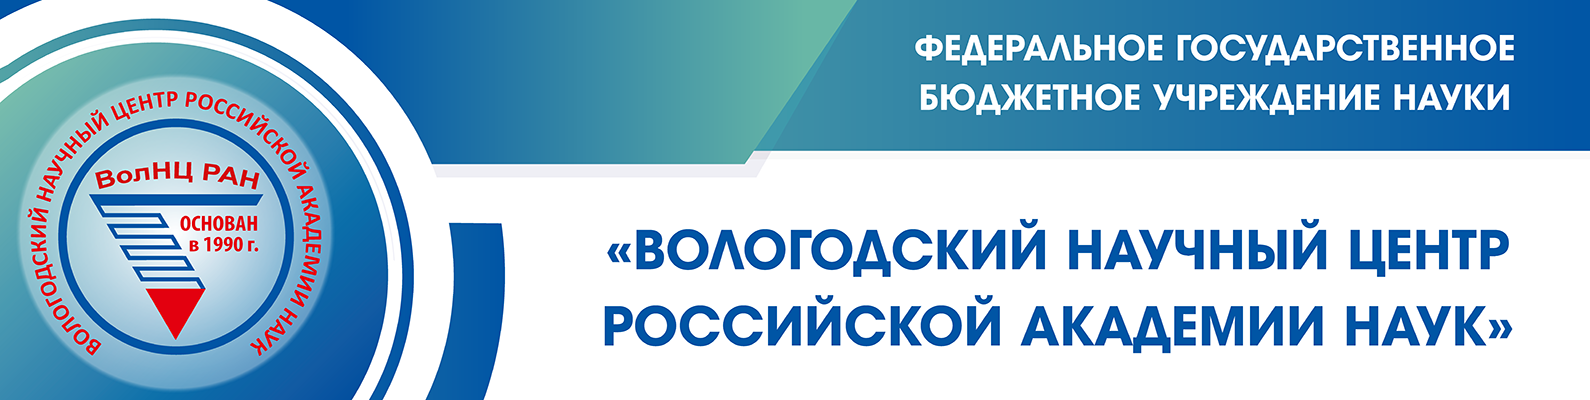 ВОЛОГОДСКИЙ НАУЧНЫЙ ЦЕНТР РОССИЙСКОЙ АКАДЕМИИ НАУК
ВолНЦ РАН
ОСНОВАН
в 1990 г.
ФЕДЕРАЛЬНОЕ ГОСУДАРСТВЕННОЕ
БЮДЖЕТНОЕ УЧРЕЖДЕНИЕ НАУКИ
«ВОЛОГОДСКИЙ НАУЧНЫЙ ЦЕНТР
РОССИЙСКОЙ АКАДЕМИИ НАУК»